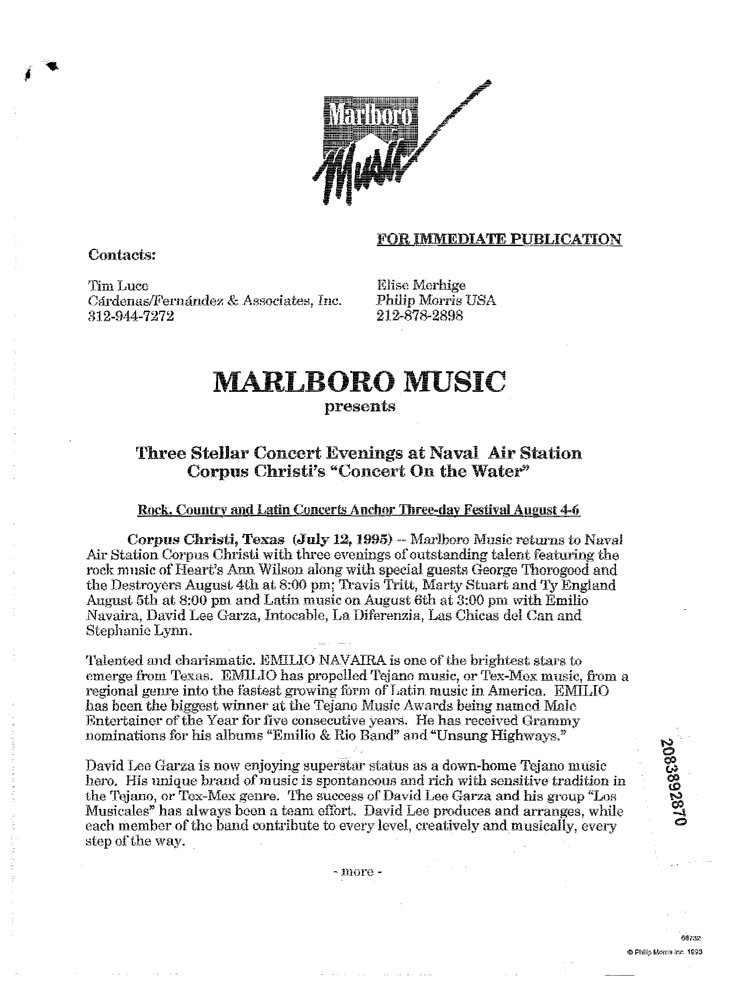 Marlboro
Music
FOR IMMEDIATE PUBLICATION
Contacts:
Tim Luce
Cárdenas/Fernández & Associates, Inc.
312-944-7272
Elise Merhige
Philip Morris USA
212-878-2898
MARLBORO MUSIC
presents
Three Stellar Concert Evenings at Naval Air Station
Corpus Christi's "Concert On the Water"
Rock, Country and Latin Concerts Anchor Three-day Festival August 4-6
Corpus Christi, Texas (July 12, 1995) -- Marlboro Music returns to Naval
Air Station Corpus Christi with three evenings of outstanding talent featuring the
rock music of Heart's Ann Wilson along with special guests George Thorogood and
the Destroyers August 4th at 8:00 pm; Travis Tritt, Marty Stuart and Ty England
August 5th at 8:00 pm and Latin music on August 6th at 3:00 pm with Emilio
Navaira, David Lee Garza, Intocable, La Diferenzia, Las Chicas del Can and
Stephanie Lynn.
Talented and charismatic, EMILIO NAVAIRA is one of the brightest stars to
emerge from Texas. EMILIO has propelled Tejano music, or Tex-Mex music, from a
regional genre into the fastest growing form of Latin music in America. EMILIO
has been the biggest winner at the Tejano Music Awards being named Male
Entertainer of the Year for five consecutive years. He has received Grammy
nominations for his albums "Emilio & Rio Band" and "Unsung Highways."
David Lee Garza is now enjoying superstar status as a down-home Tejano music
hero. His unique brand of music is spontaneous and rich with sensitive tradition in
the Tejano, or Tex-Mex genre. The success of David Lee Garza and his group "Los
Musicales" has always been a team effort. David Lee produces and arranges, while
each member of the band contribute to every level, creatively and musically, every
step of the way.
- more -
2083892870
© Philip Morris Inc. 1993